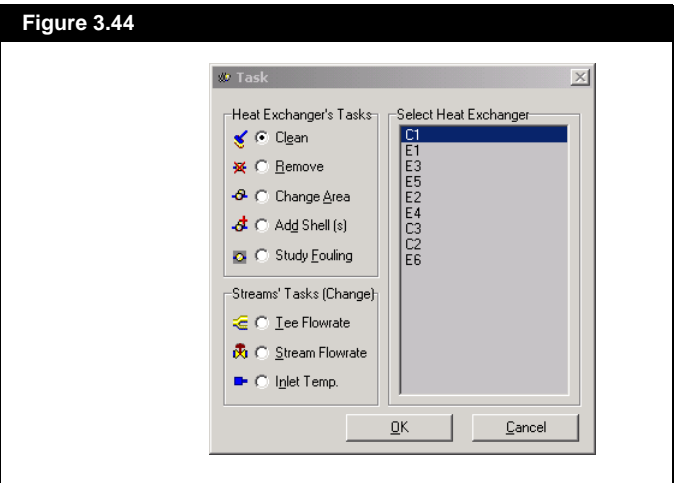 Figure 3.44
Task
Heat Exchanger's Tasks
Clean
Remove
Change Area
Add Shell (s)
Study Fouling
Streams' Tasks (Change)
Tee Flowrate
Stream Flowrate
Inlet Temp.
Select Heat Exchanger
C1
E1
E3
E5
E2
E4
C3
C2
E6
OK
Cancel